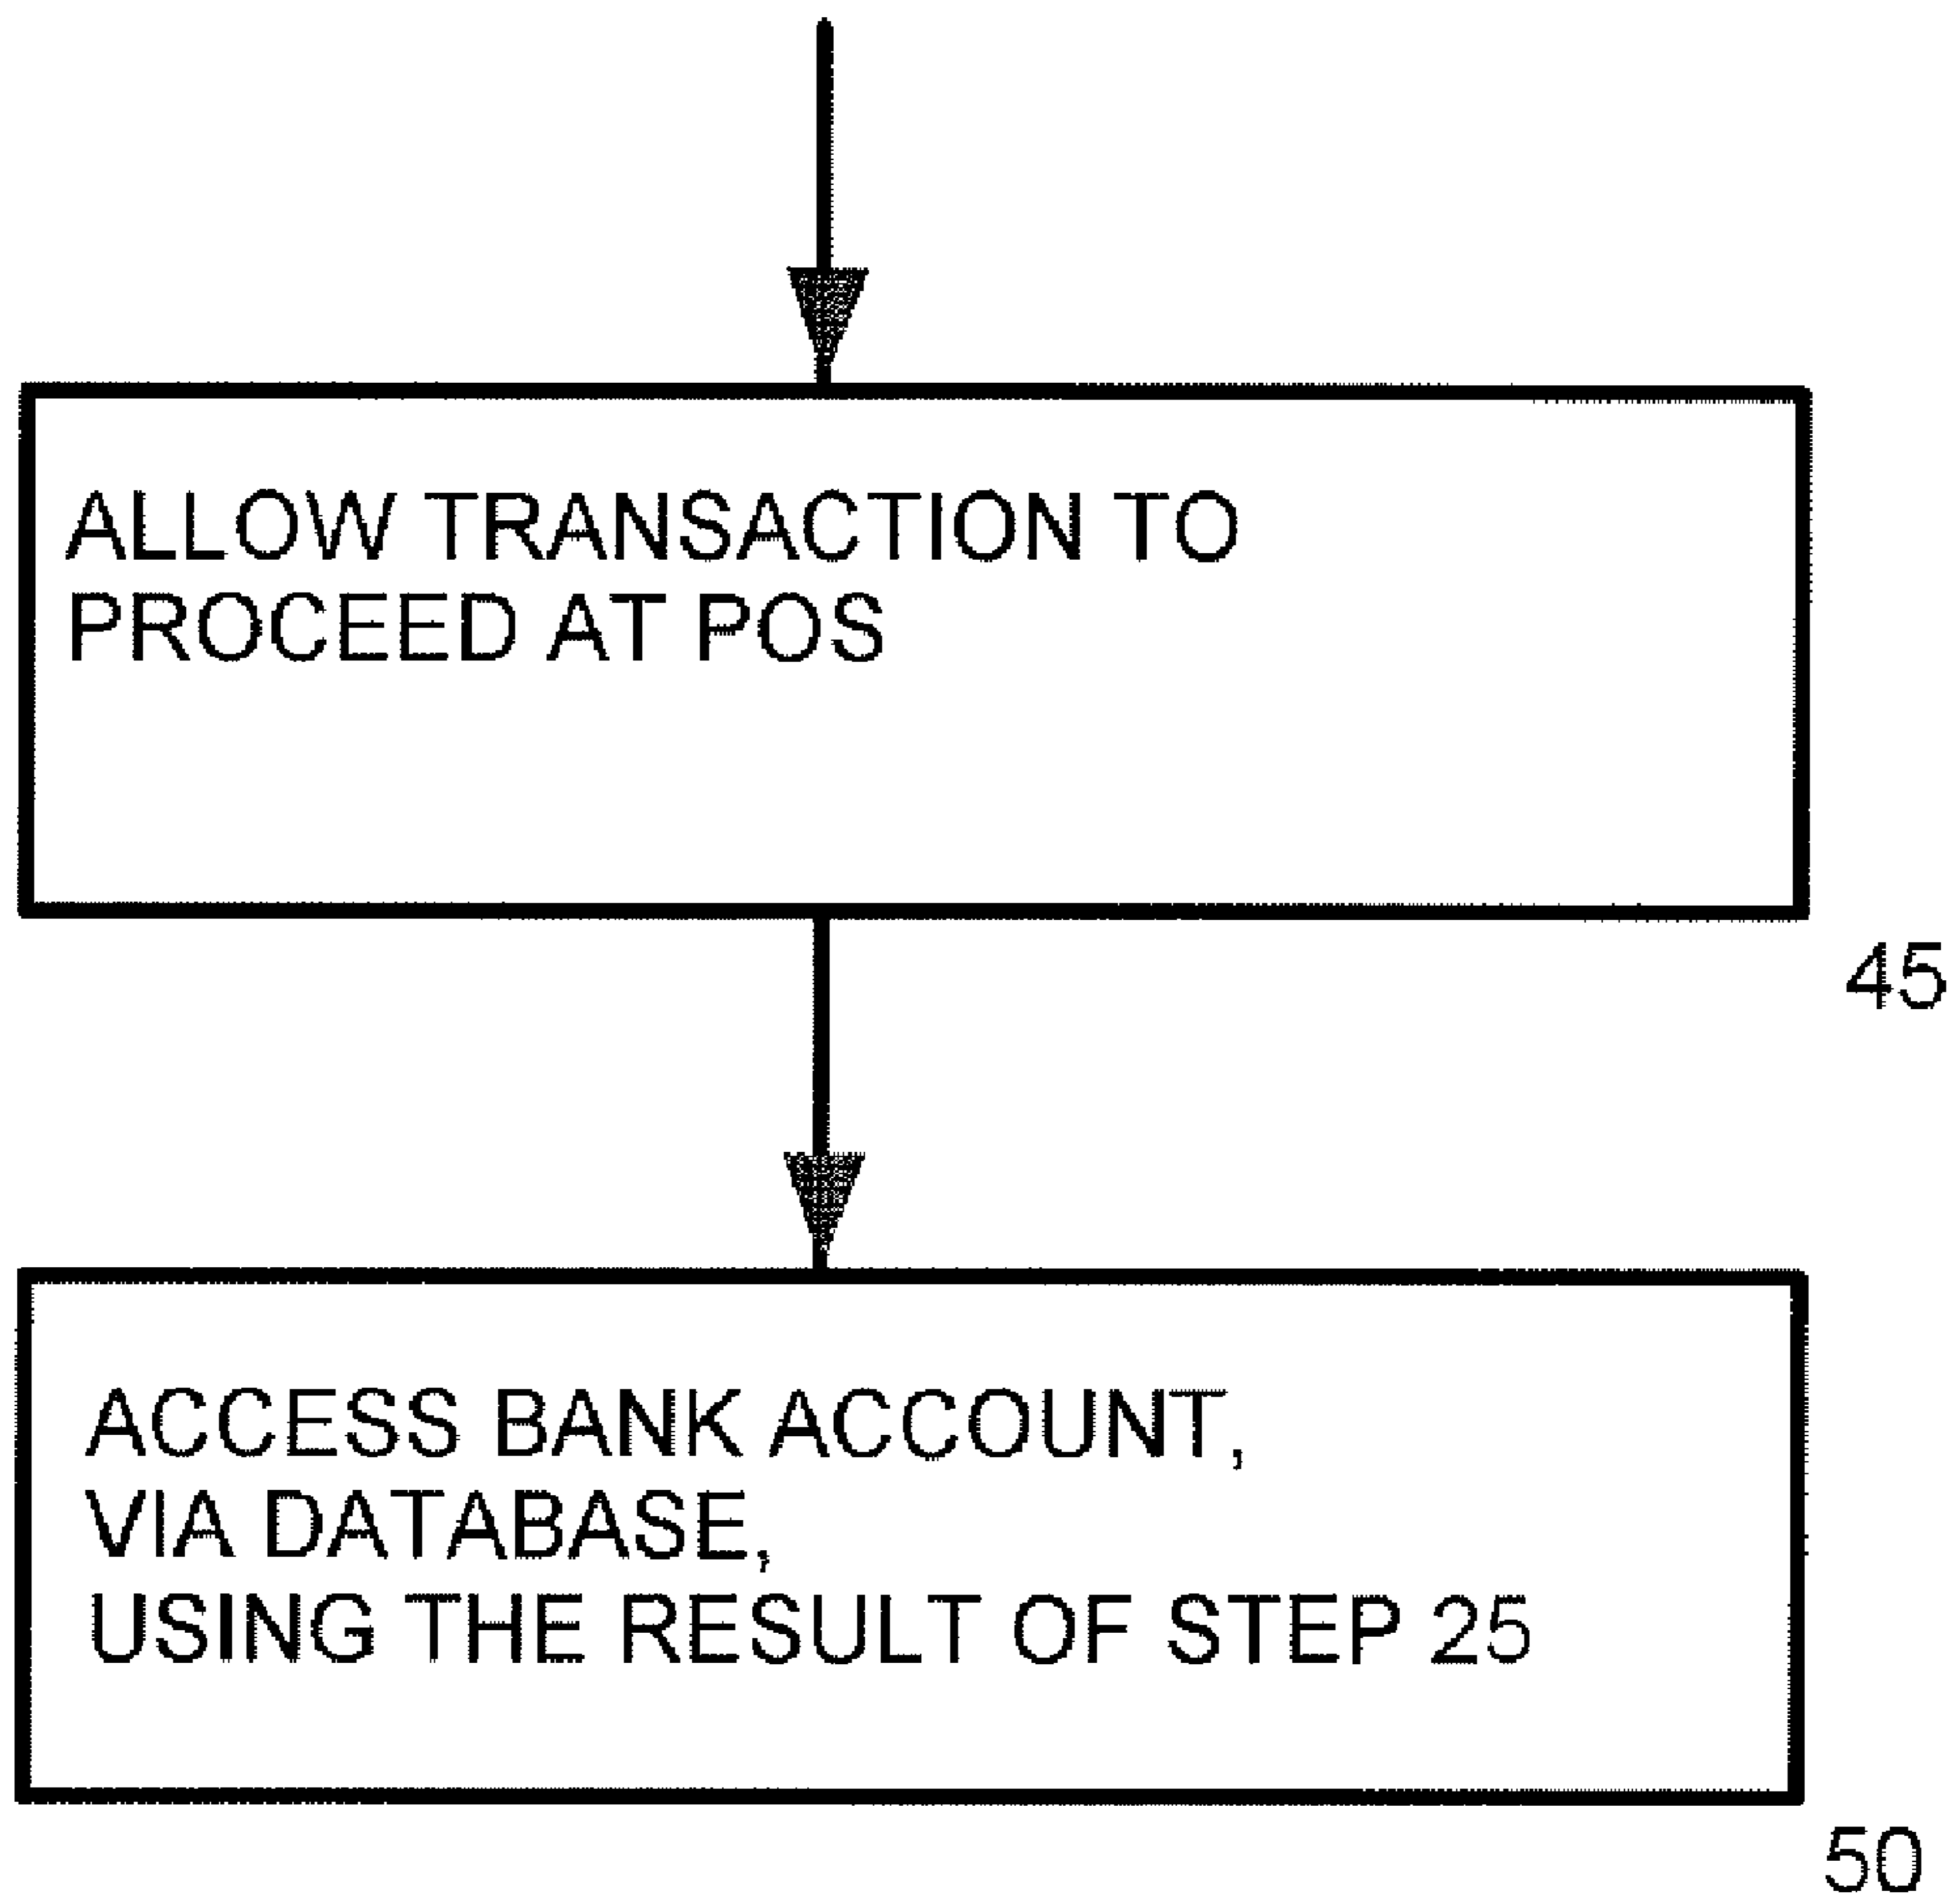 ALLOW TRANSACTION TO
PROCEED AT POS
45
ACCESS BANK ACCOUNT,
VIA DATABASE,
USING THE RESULT OF STEP 25
50